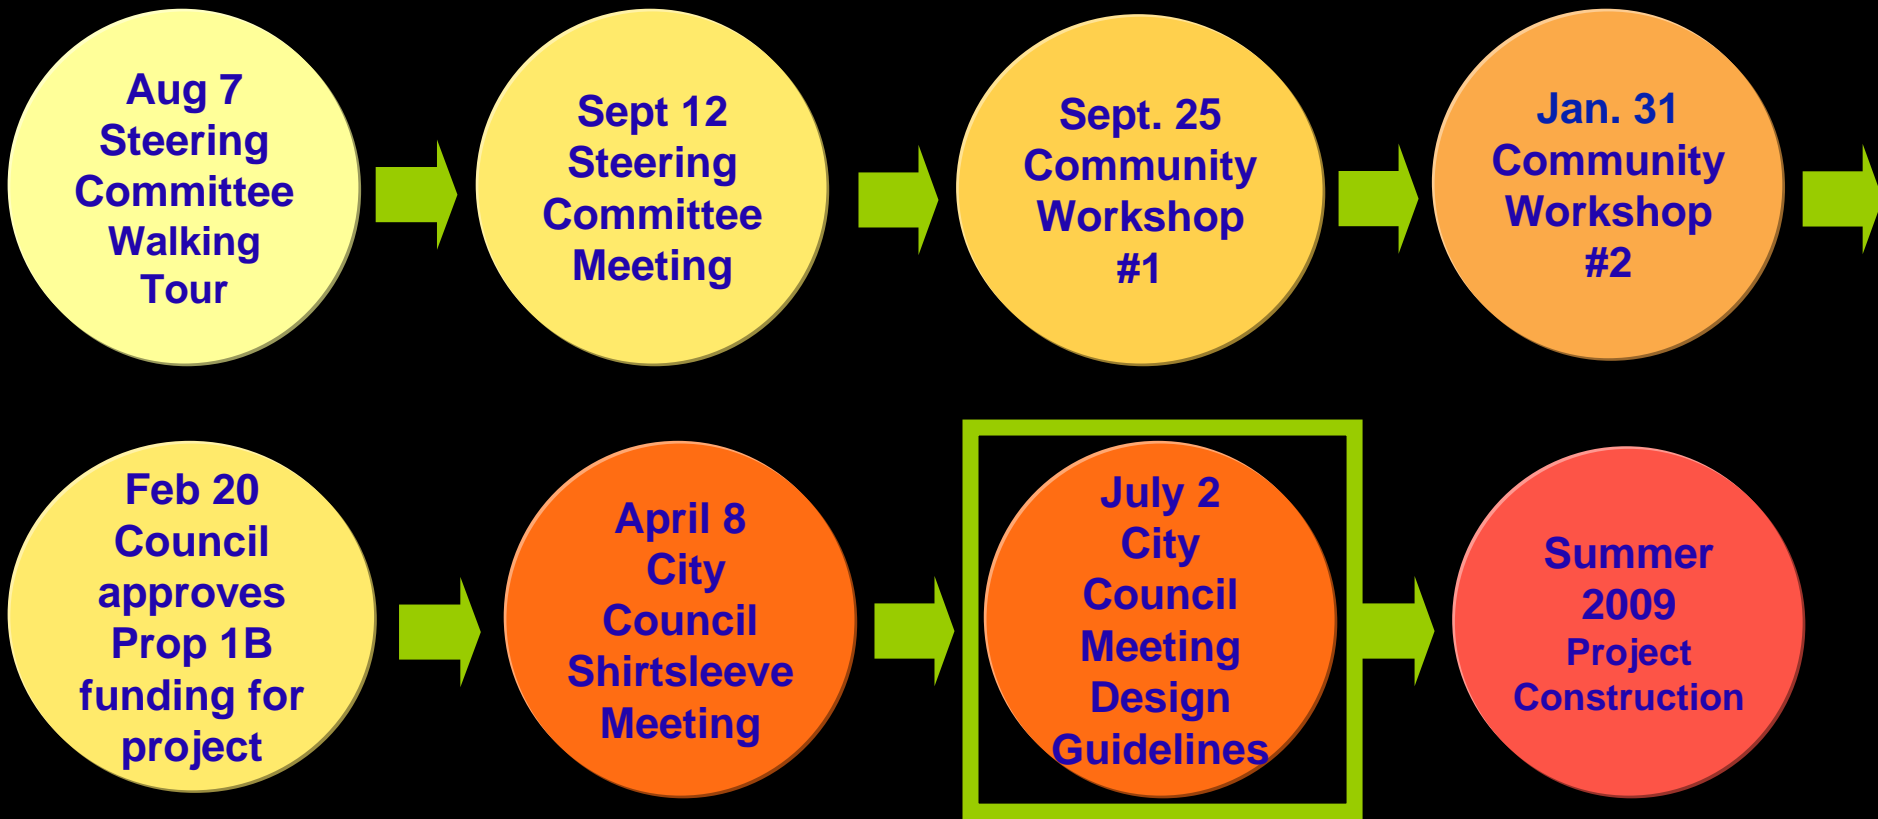 Aug 7
Steering
Committee
Walking
Tour
Sept 12
Steering
Committee
Meeting
Sept. 25
Community
Workshop
#1
Jan. 31
Community
Workshop
#2
Feb 20
Council
approves
Prop 1B
funding for
project
April 8
City
Council
Shirtsleeve
Meeting
July 2
City
Council
Meeting
Design
Guidelines
Summer
2009
Project
Construction